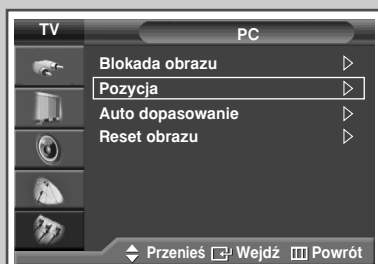 TV PC
Blokada obrazu
Pozycja
Auto dopasowanie
Reset obrazu
Przenieś Wejdź Powrót